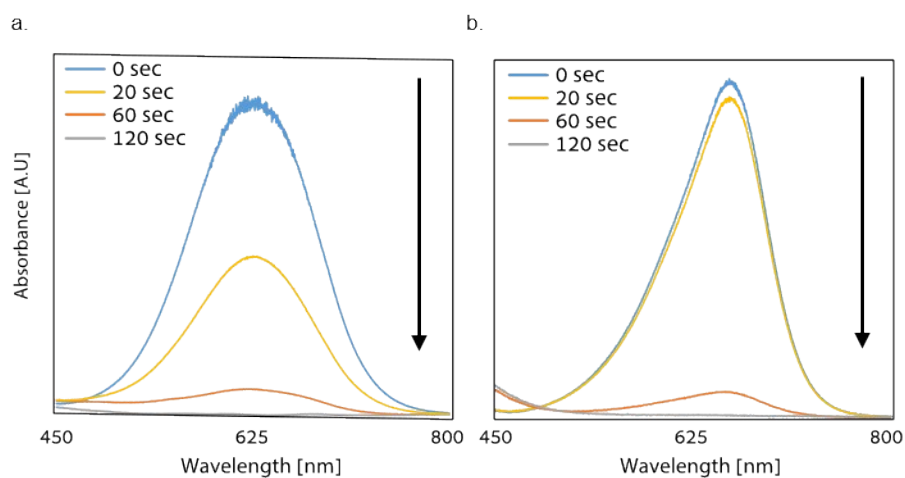 a.
0 sec
20 sec
60 sec
120 sec
Absorbance [A.U]
450
625
800
Wavelength [nm]
b.
0 sec
20 sec
60 sec
120 sec
450
625
800
Wavelength [nm]